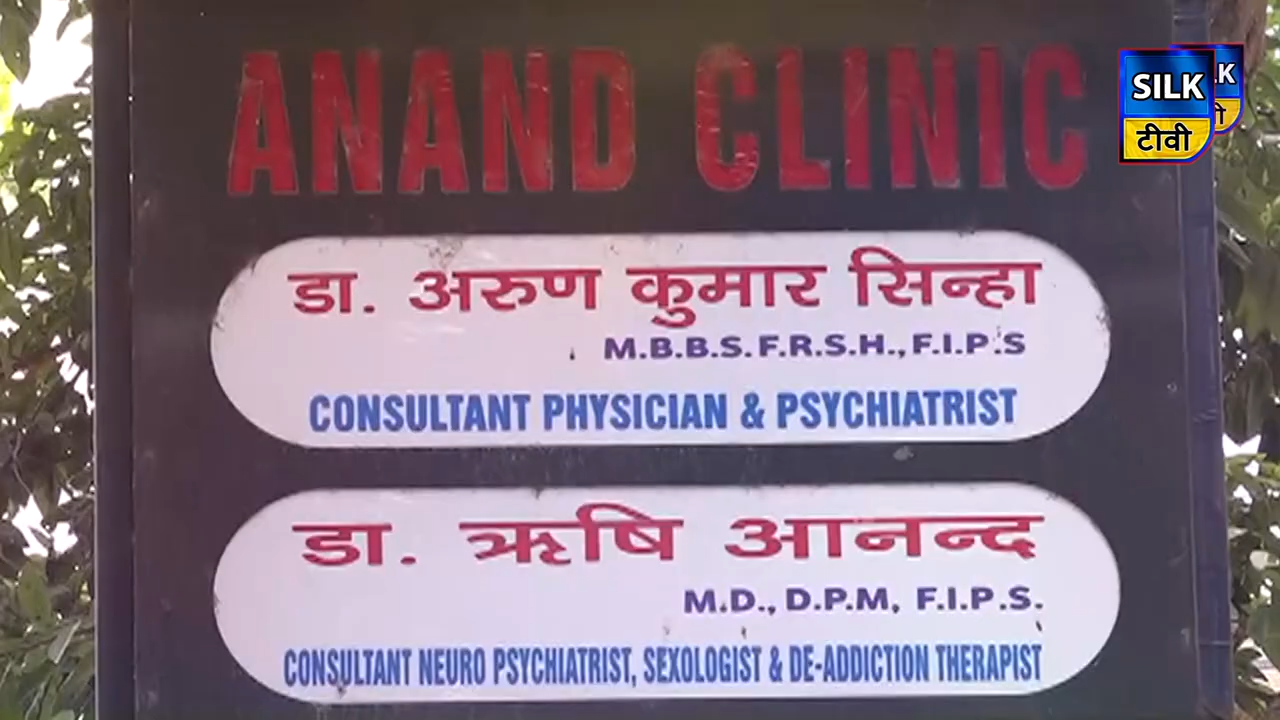 ANAND CLINIC
SILK
टीवी
डा. अरुण कुमार सिन्हा
M.B.B.S. F.R.S.H., F.I.P.S
CONSULTANT PHYSICIAN & PSYCHIATRIST
डा. ऋषि आनन्द
M.D., D.P.M, F.I.P.S.
CONSULTANT NEURO PSYCHIATRIST, SEXOLOGIST & DE-ADDICTION THERAPIST